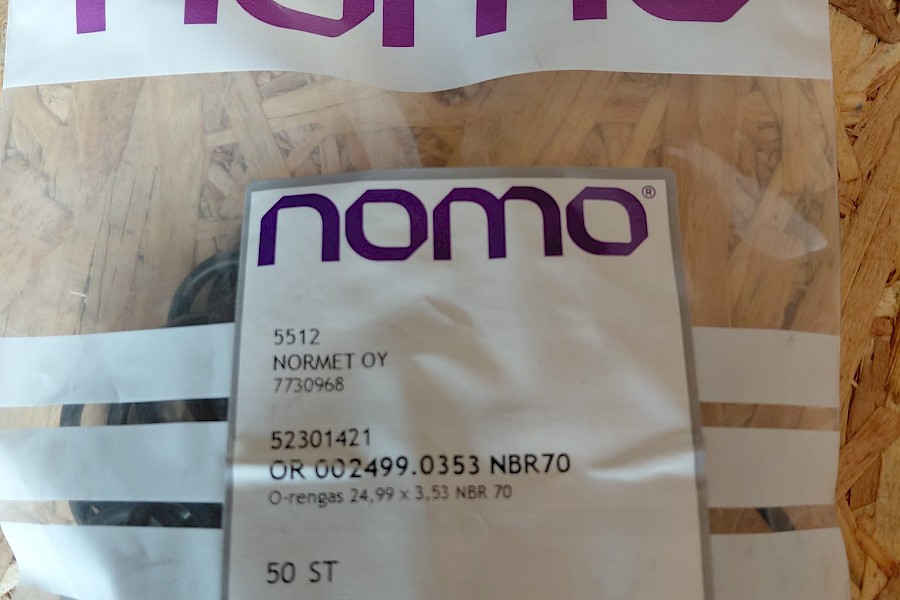 nomo
nomo®
5512
NORMET OY
7730968
52301421
OR 002499.0353 NBR70
O-rengas 24,99 x 3,53 NBR 70
50 ST